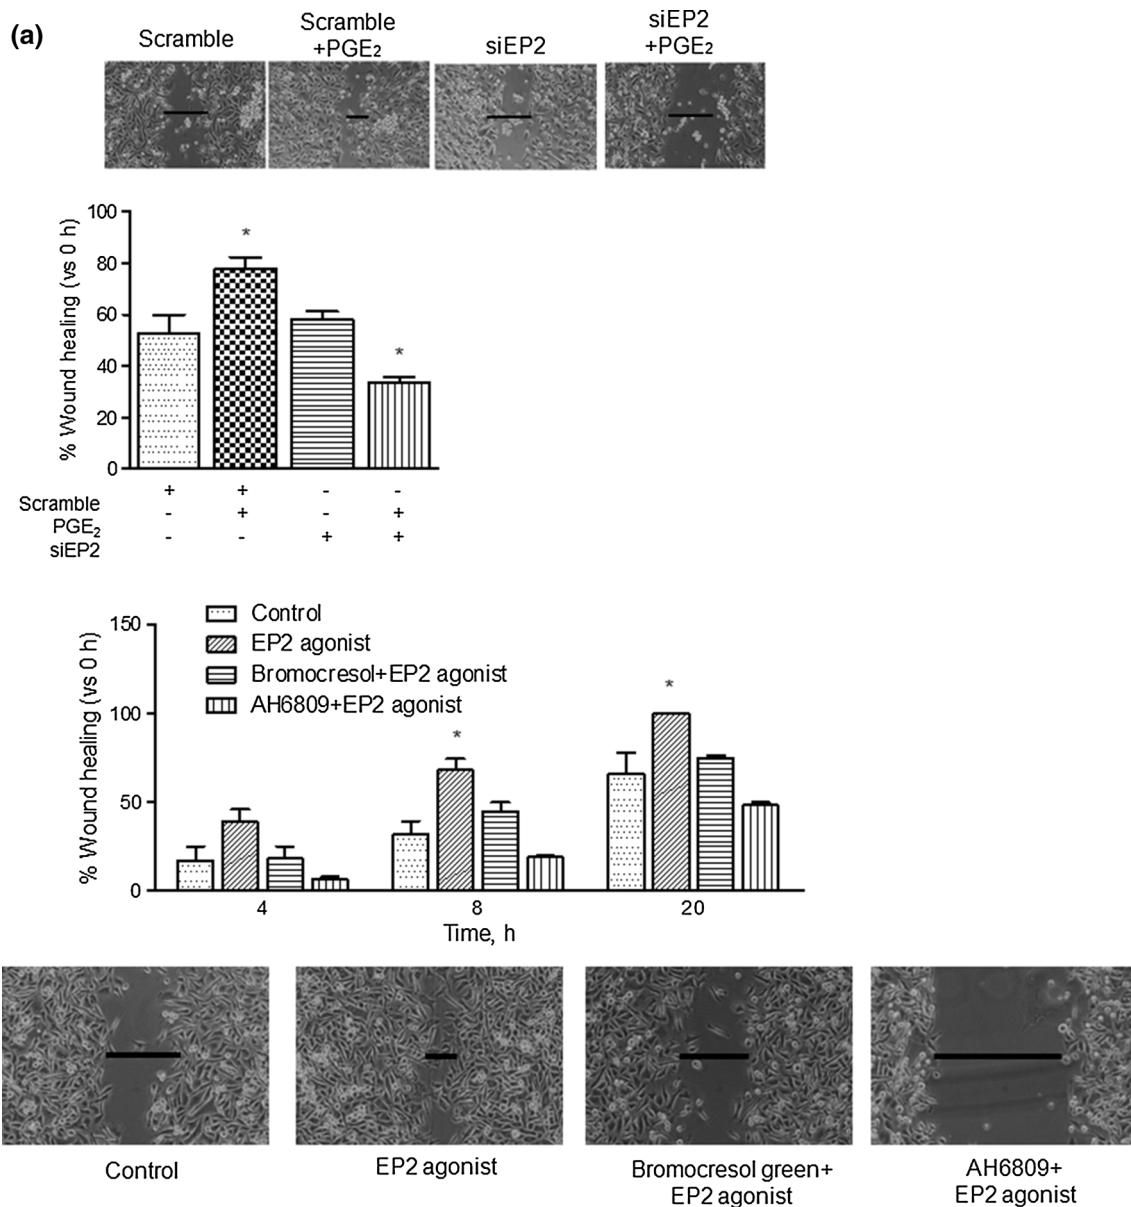 (a)
Scramble
Scramble
+PGE₂
siEP2
siEP2
+PGE₂
% Wound healing (vs 0 h)
100
80
60
40
20
0
*
*
Scramble + + - -
PGE₂ - + - +
siEP2 - - + +
% Wound healing (vs 0 h)
150
100
50
0
Control
EP2 agonist
Bromocresol+EP2 agonist
AH6809+EP2 agonist
*
*
4 8 20
Time, h
Control
EP2 agonist
Bromocresol green+
EP2 agonist
AH6809+
EP2 agonist